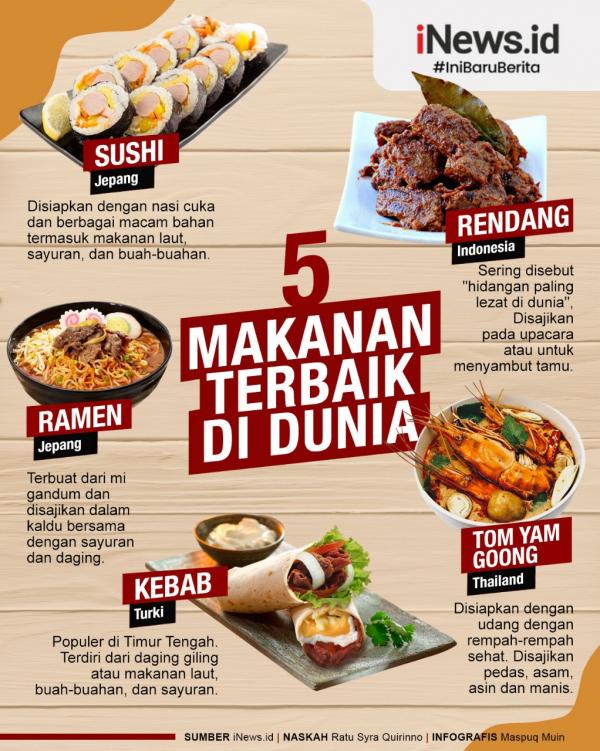 iNews.id
#IniBaruBerita
SUSHI
Jepang
Disiapkan dengan nasi cuka
dan berbagai macam bahan
termasuk makanan laut,
sayuran, dan buah-buahan.
RENDANG
Indonesia
Sering disebut
"hidangan paling
lezat di dunia",
Disajikan
pada upacara
atau untuk
menyambut tamu.
5
MAKANAN
TERBAIK
DI DUNIA
RAMEN
Jepang
Terbuat dari mi
gandum dan
disajikan dalam
kaldu bersama
dengan sayuran
dan daging.
TOM YAM
GOONG
Thailand
Disiapkan dengan
udang dengan
rempah-rempah
sehat. Disajikan
pedas, asam,
asin dan manis.
KEBAB
Turki
Populer di Timur Tengah.
Terdiri dari daging giling
atau makanan laut,
buah-buahan, dan sayuran.
SUMBER iNews.id | NASKAH Ratu Syra Quirinno | INFOGRAFIS Maspuq Muin